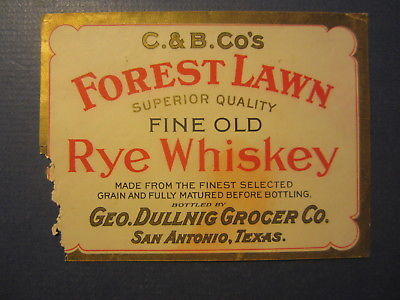 C. & B. Co's
FOREST LAWN
SUPERIOR QUALITY
FINE OLD
Rye Whiskey
MADE FROM THE FINEST SELECTED
GRAIN AND FULLY MATURED BEFORE BOTTLING.
BOTTLED BY
GEO. DULLNIG GROCER CO.
SAN ANTONIO, TEXAS.